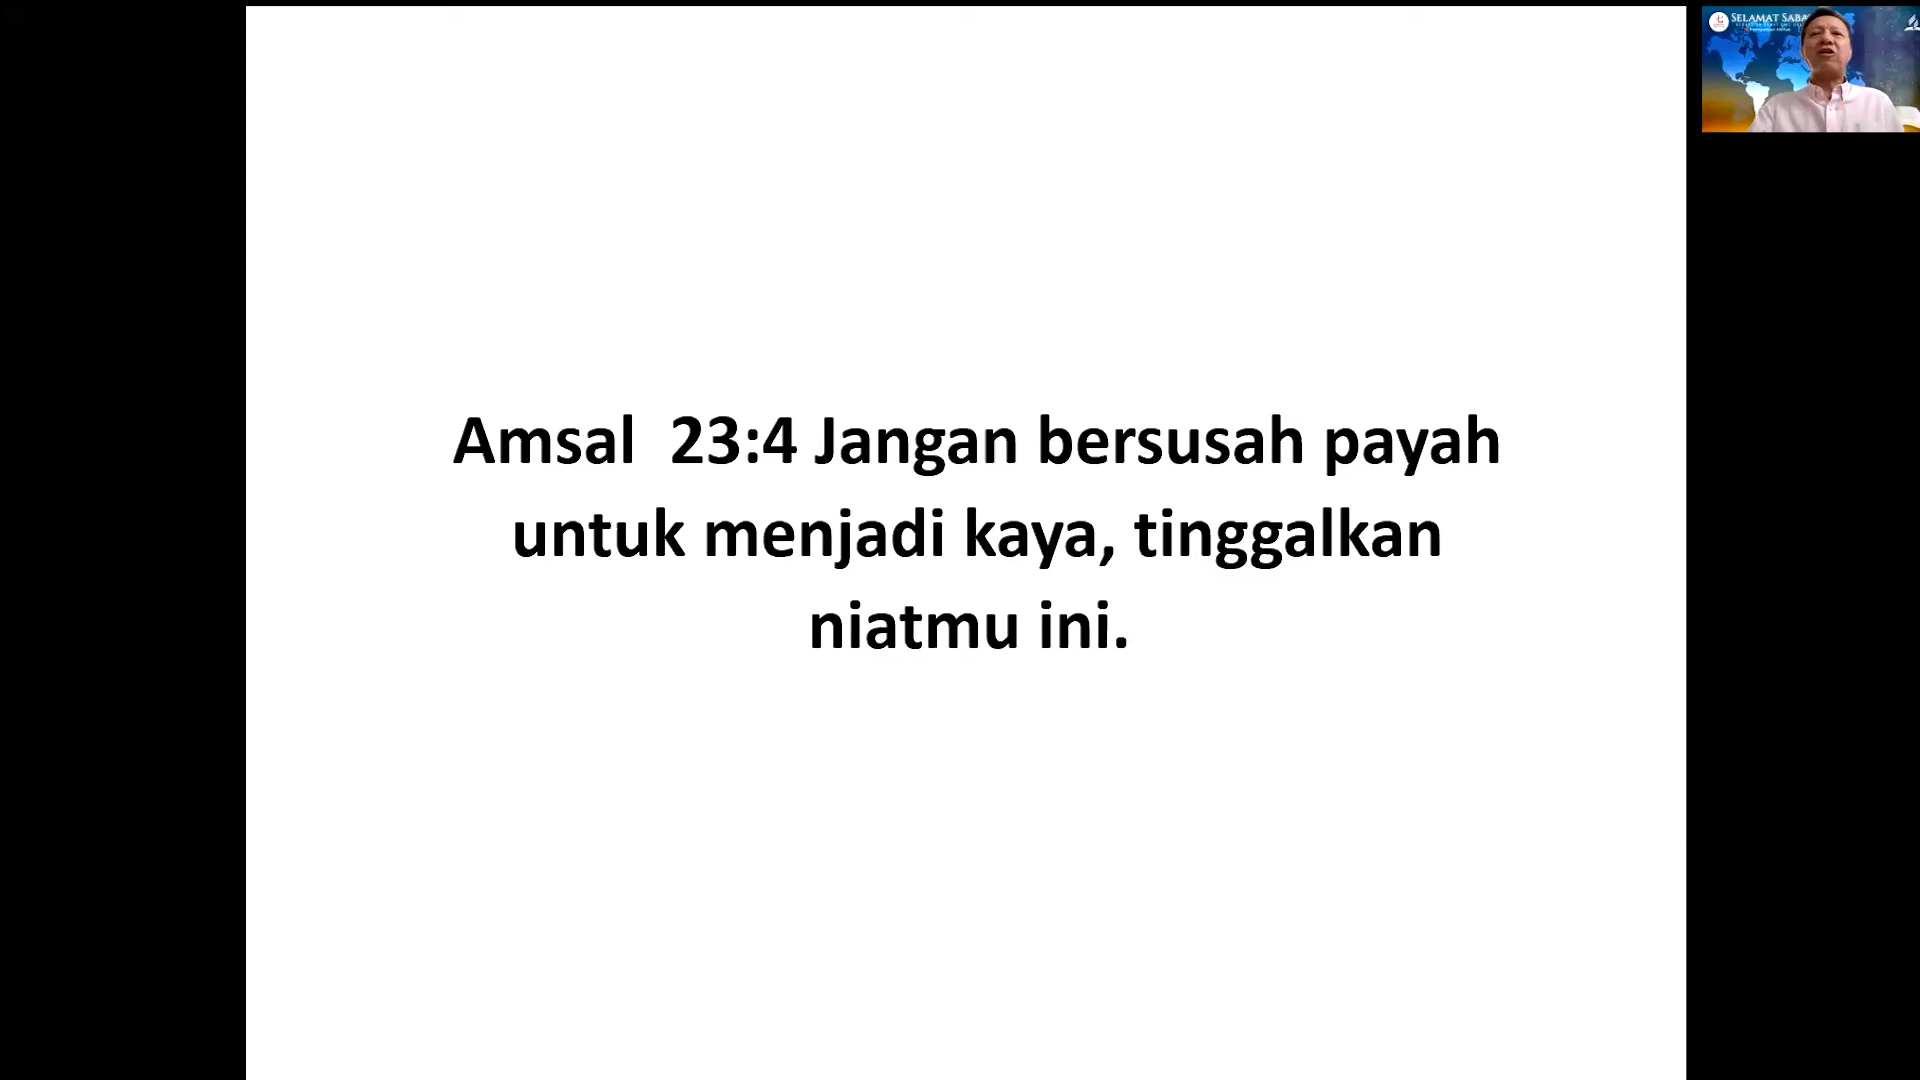 Amsal  23:4 Jangan bersusah payah
untuk menjadi kaya, tinggalkan
niatmu ini.
SELAMAT SABA